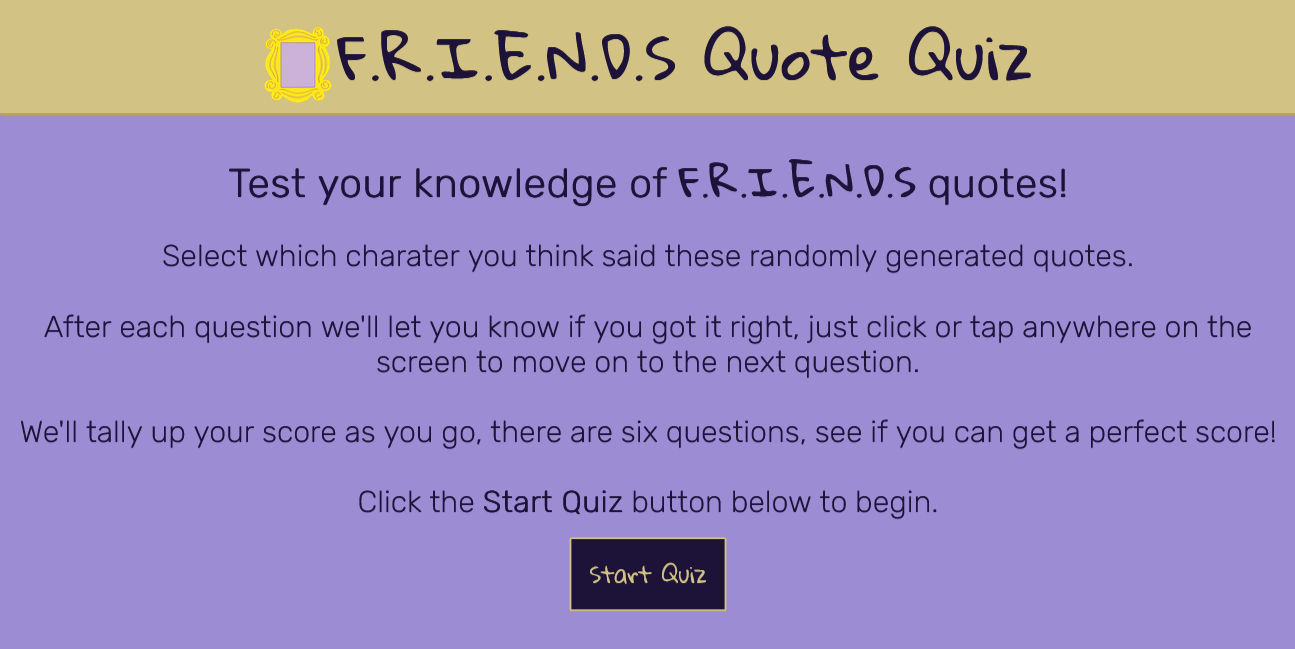 F.R.I.E.N.D.S Quote Quiz
Test your knowledge of F.R.I.E.N.D.S quotes!
Select which charater you think said these randomly generated quotes.
After each question we'll let you know if you got it right, just click or tap anywhere on the
screen to move on to the next question.
We'll tally up your score as you go, there are six questions, see if you can get a perfect score!
Click the Start Quiz button below to begin.
Start Quiz